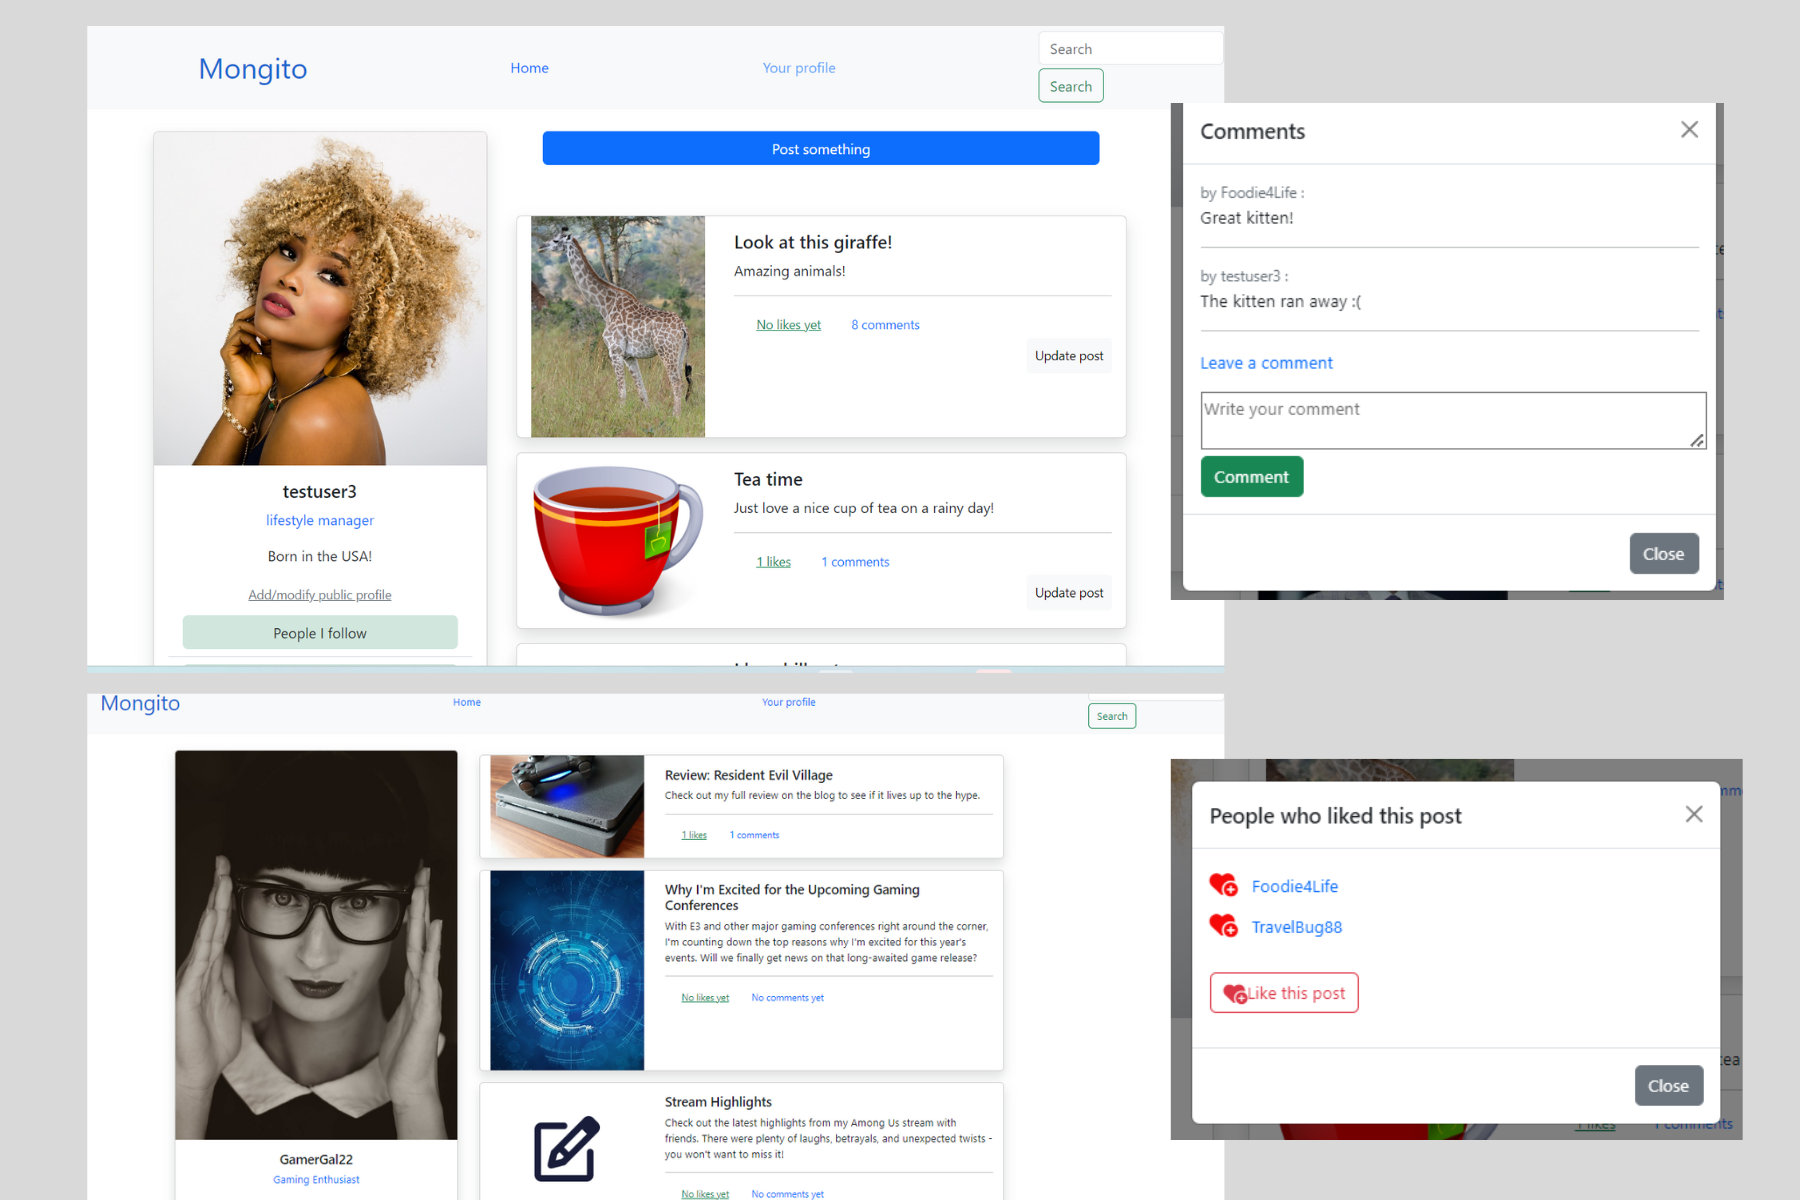 Mongito
Home
Your profile
Search
Search
Post something
Look at this giraffe!
Amazing animals!
No likes yet
8 comments
Update post
Tea time
Just love a nice cup of tea on a rainy day!
1 likes
1 comments
Update post
testuser3
lifestyle manager
Born in the USA!
Add/modify public profile
People I follow
Comments
by Foodie4Life :
Great kitten!
by testuser3 :
The kitten ran away :(
Leave a comment
Write your comment
Comment
Close
Mongito
Home
Your profile
Search
Review: Resident Evil Village
Check out my full review on the blog to see if it lives up to the hype.
1 likes
1 comments
Why I'm Excited for the Upcoming Gaming
Conferences
With E3 and other major gaming conferences right around the corner,
I'm counting down the top reasons why I'm excited for this year's
events. Will we finally get news on that long-awaited game release?
No likes yet
No comments yet
Stream Highlights
Check out the latest highlights from my Among Us stream with
friends. There were plenty of laughs, betrayals, and unexpected twists -
you won't want to miss it!
No likes yet
No comments yet
GamerGal22
Gaming Enthusiast
People who liked this post
Foodie4Life
TravelBug88
Like this post
Close
tea
1 likes
1 comments